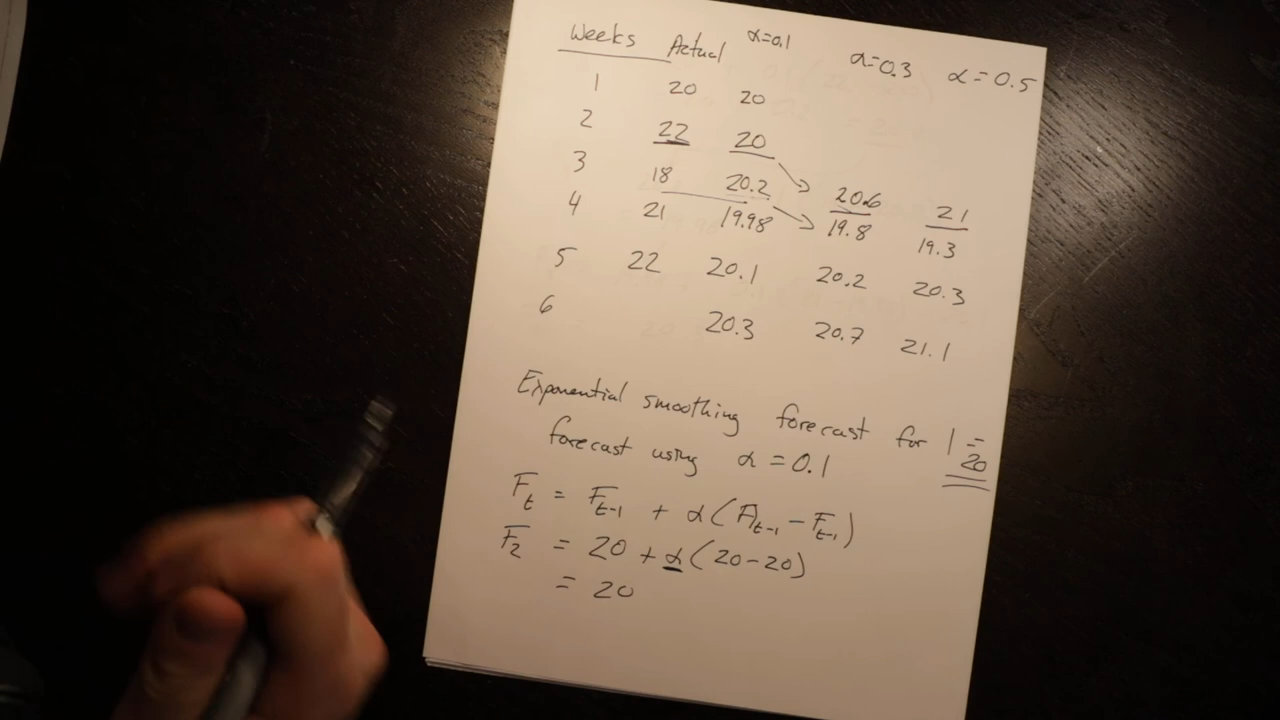 Weeks Actual α=0.1 α=0.3 α=0.5
1 20 20
2 22 20
3 18 20.2 20.6 21
4 21 19.98 19.8 19.3
5 22 20.1 20.2 20.3
6 20.3 20.7 21.1
Exponential smoothing forecast for 1 = 20
forecast using α = 0.1
Ft = Ft-1 + α(At-1 - Ft-1)
F2 = 20 + α(20-20)
= 20